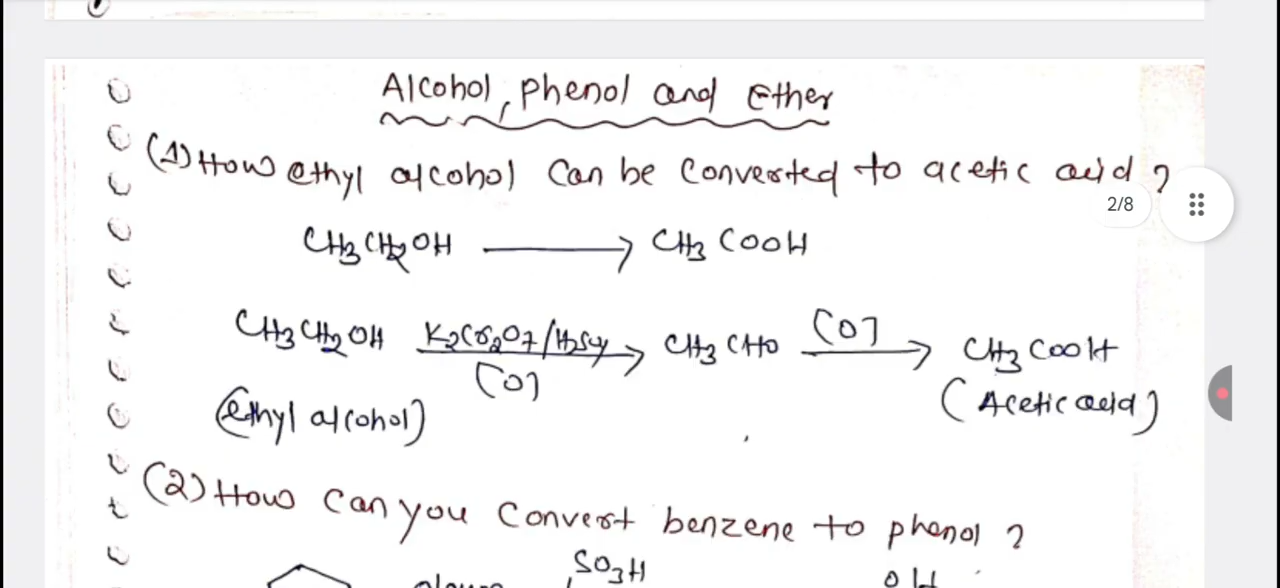 Alcohol, phenol and Ether
(1) How ethyl alcohol can be converted to acetic acid ?
2/8
CH3CH2OH ⟶ CH3COOH
CH3CH2OH K2Cr2O7/H2SO4 [O] ⟶ CH3CHO [O] ⟶ CH3COOH
(ethyl alcohol) (Acetic acid)
(2) How can you convert benzene to phenol ?
SO3H OH